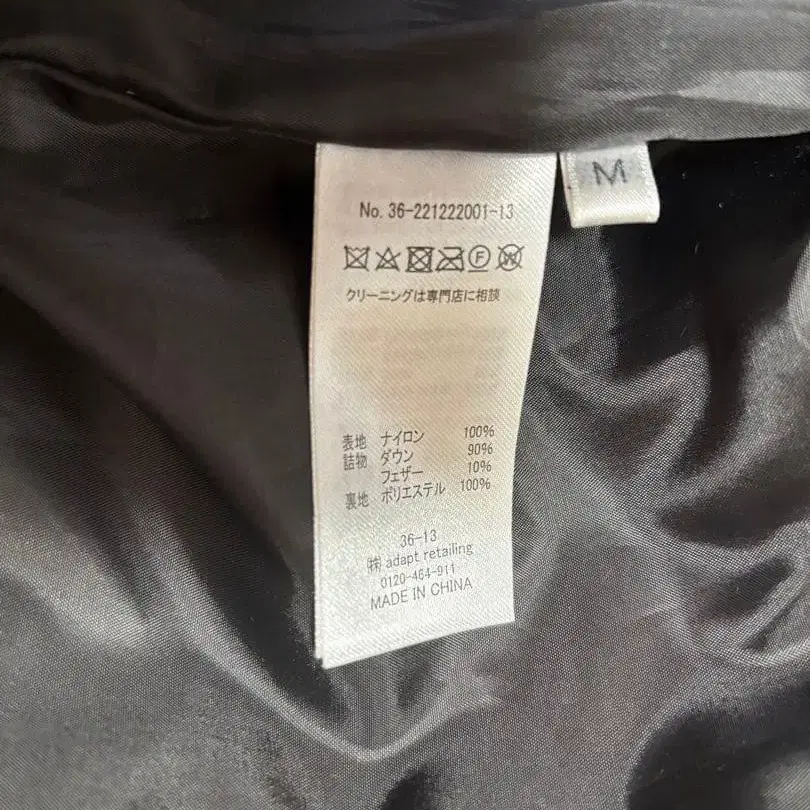 M
No. 36-221222001-13
クリーニングは専門店に相談
表地 ナイロン 100%
詰物 ダウン 90%
フェザー 10%
裏地 ポリエステル 100%
36-13
㈱ adapt retailing
0120-464-911
MADE IN CHINA